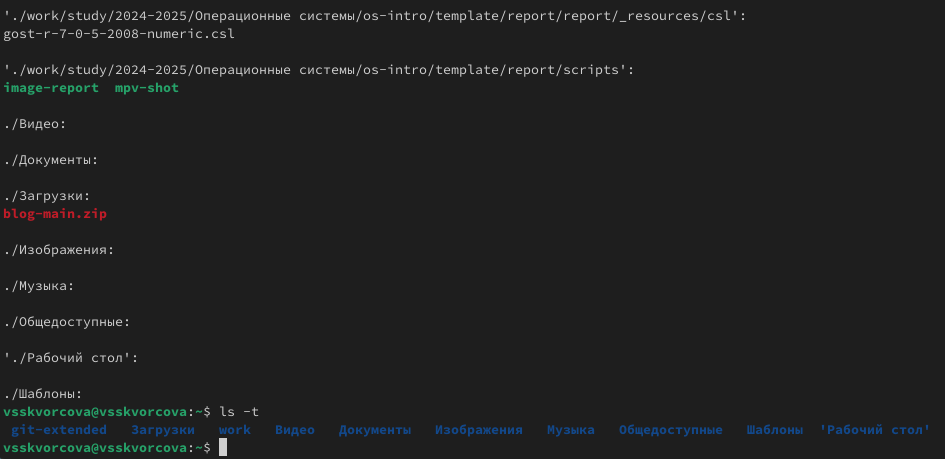 './work/study/2024-2025/Операционные системы/os-intro/template/report/report/_resources/csl':
gost-r-7-0-5-2008-numeric.csl
'./work/study/2024-2025/Операционные системы/os-intro/template/report/scripts':
image-report  mpv-shot
./Видео:
./Документы:
./Загрузки:
blog-main.zip
./Изображения:
./Музыка:
./Общедоступные:
'./Рабочий стол':
./Шаблоны:
vsskvorcova@vsskvorcova:~$ ls -t
git-extended   Загрузки   work   Видео   Документы   Изображения   Музыка   Общедоступные   Шаблоны  'Рабочий стол'
vsskvorcova@vsskvorcova:~$